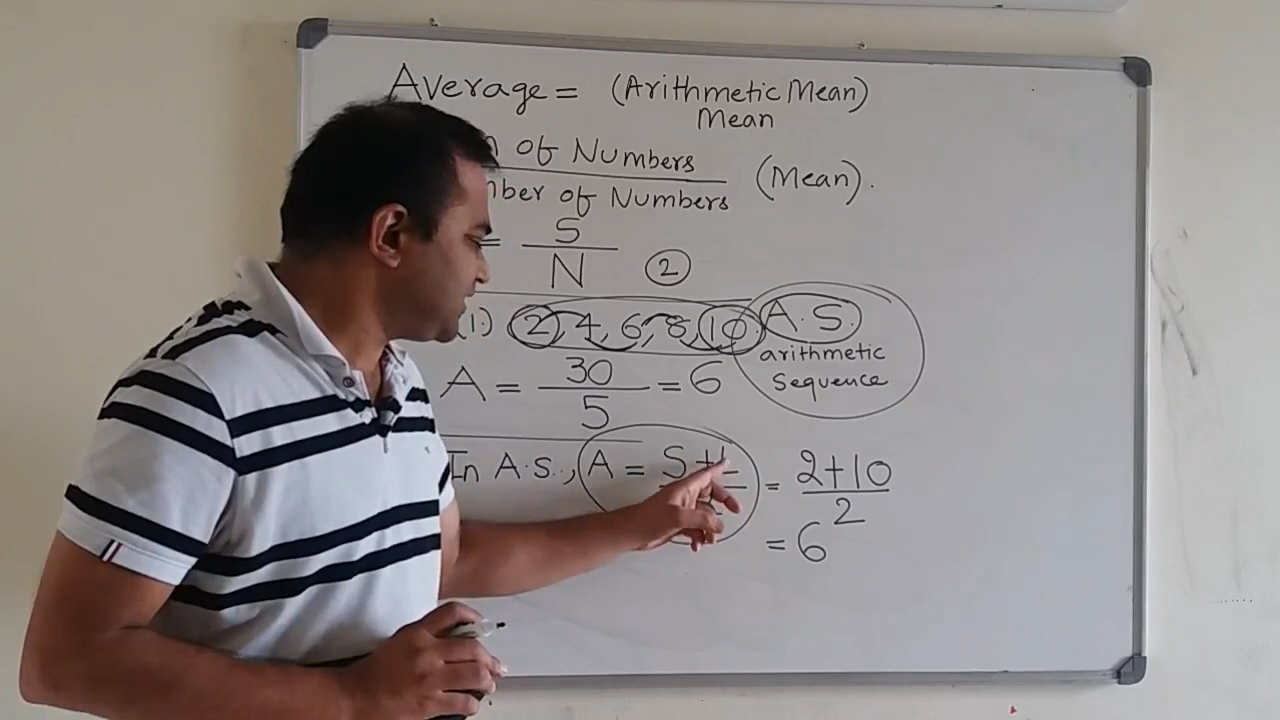 Average = (Arithmetic Mean)
Mean
of Numbers
of Numbers
(Mean).
= S
N
2
(1.) 2, 4, 6, 8, 10.
A.S.
arithmetic
Sequence
A = 30 = 6
5
In A.S., A = S+L = 2+10
2
= 6